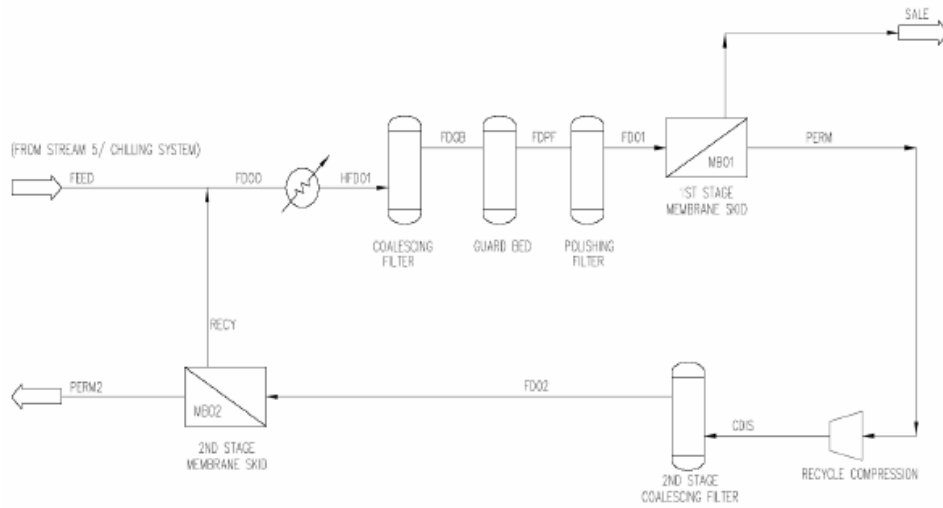 SALE
(FROM STREAM 5/ CHILLING SYSTEM)
FEED
FD00
HFD01
FDGB
FDPF
FD01
MB01
PERM
COALESCING
FILTER
GUARD BED
POLISHING
FILTER
1ST STAGE
MEMBRANE SKID
RECY
PERM2
MB02
2ND STAGE
MEMBRANE SKID
FD02
2ND STAGE
COALESCING FILTER
CDIS
RECYCLE COMPRESSION